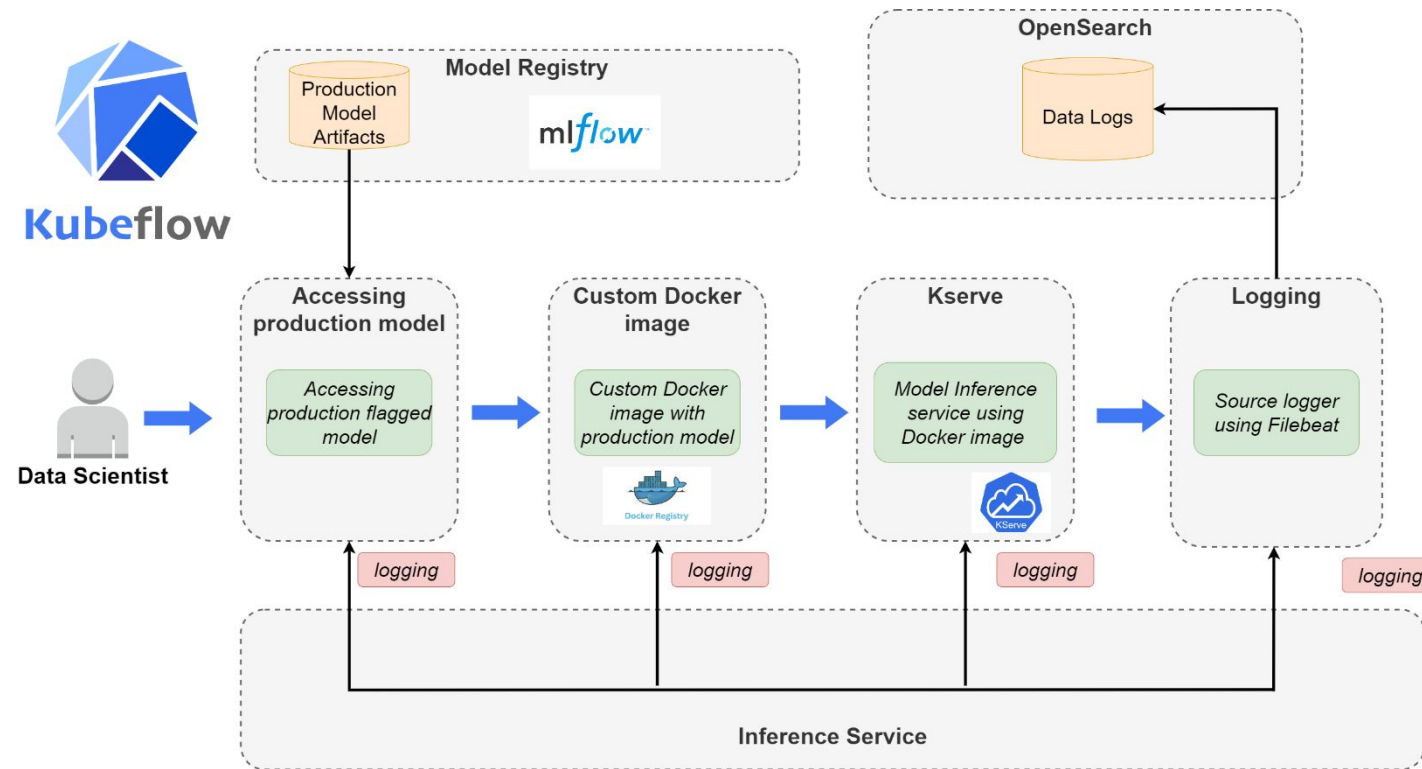 OpenSearch
Model Registry
Production
Model
Artifacts
mlflow™
Data Logs
Kubeflow
Accessing
production model
Custom Docker
image
Kserve
Logging
Accessing
production flagged
model
Custom Docker
image with
production model
Model Inference
service using
Docker image
Source logger
using Filebeat
Data Scientist
Docker Registry
KServe
logging
logging
logging
logging
Inference Service